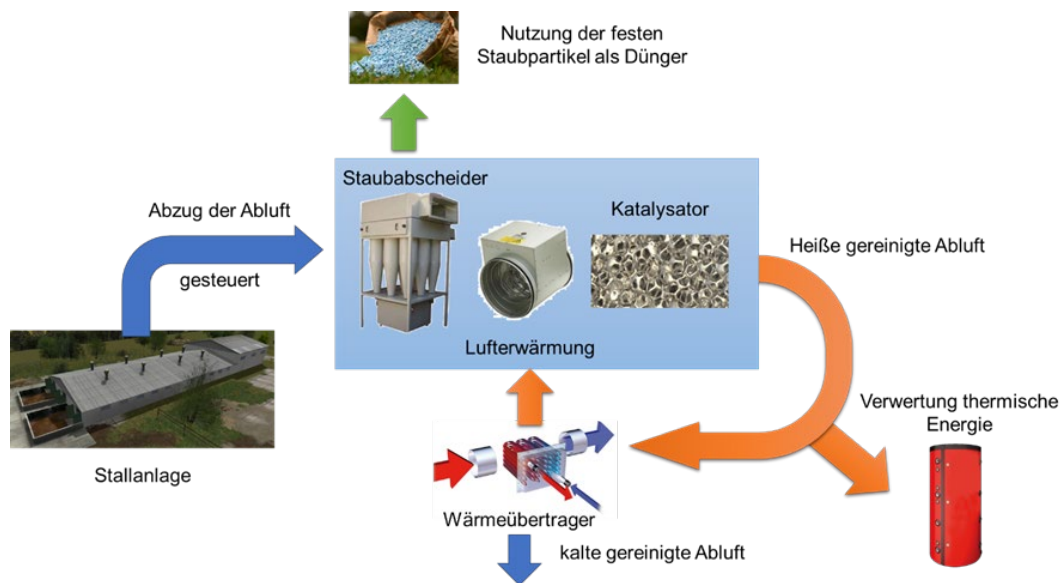 Nutzung der festen
Staubpartikel als Dünger
Staubabscheider
Abzug der Abluft
Katalysator
Heiße gereinigte Abluft
gesteuert
Lufterwärmung
Verwertung thermische
Energie
Stallanlage
Wärmeübertrager
kalte gereinigte Abluft